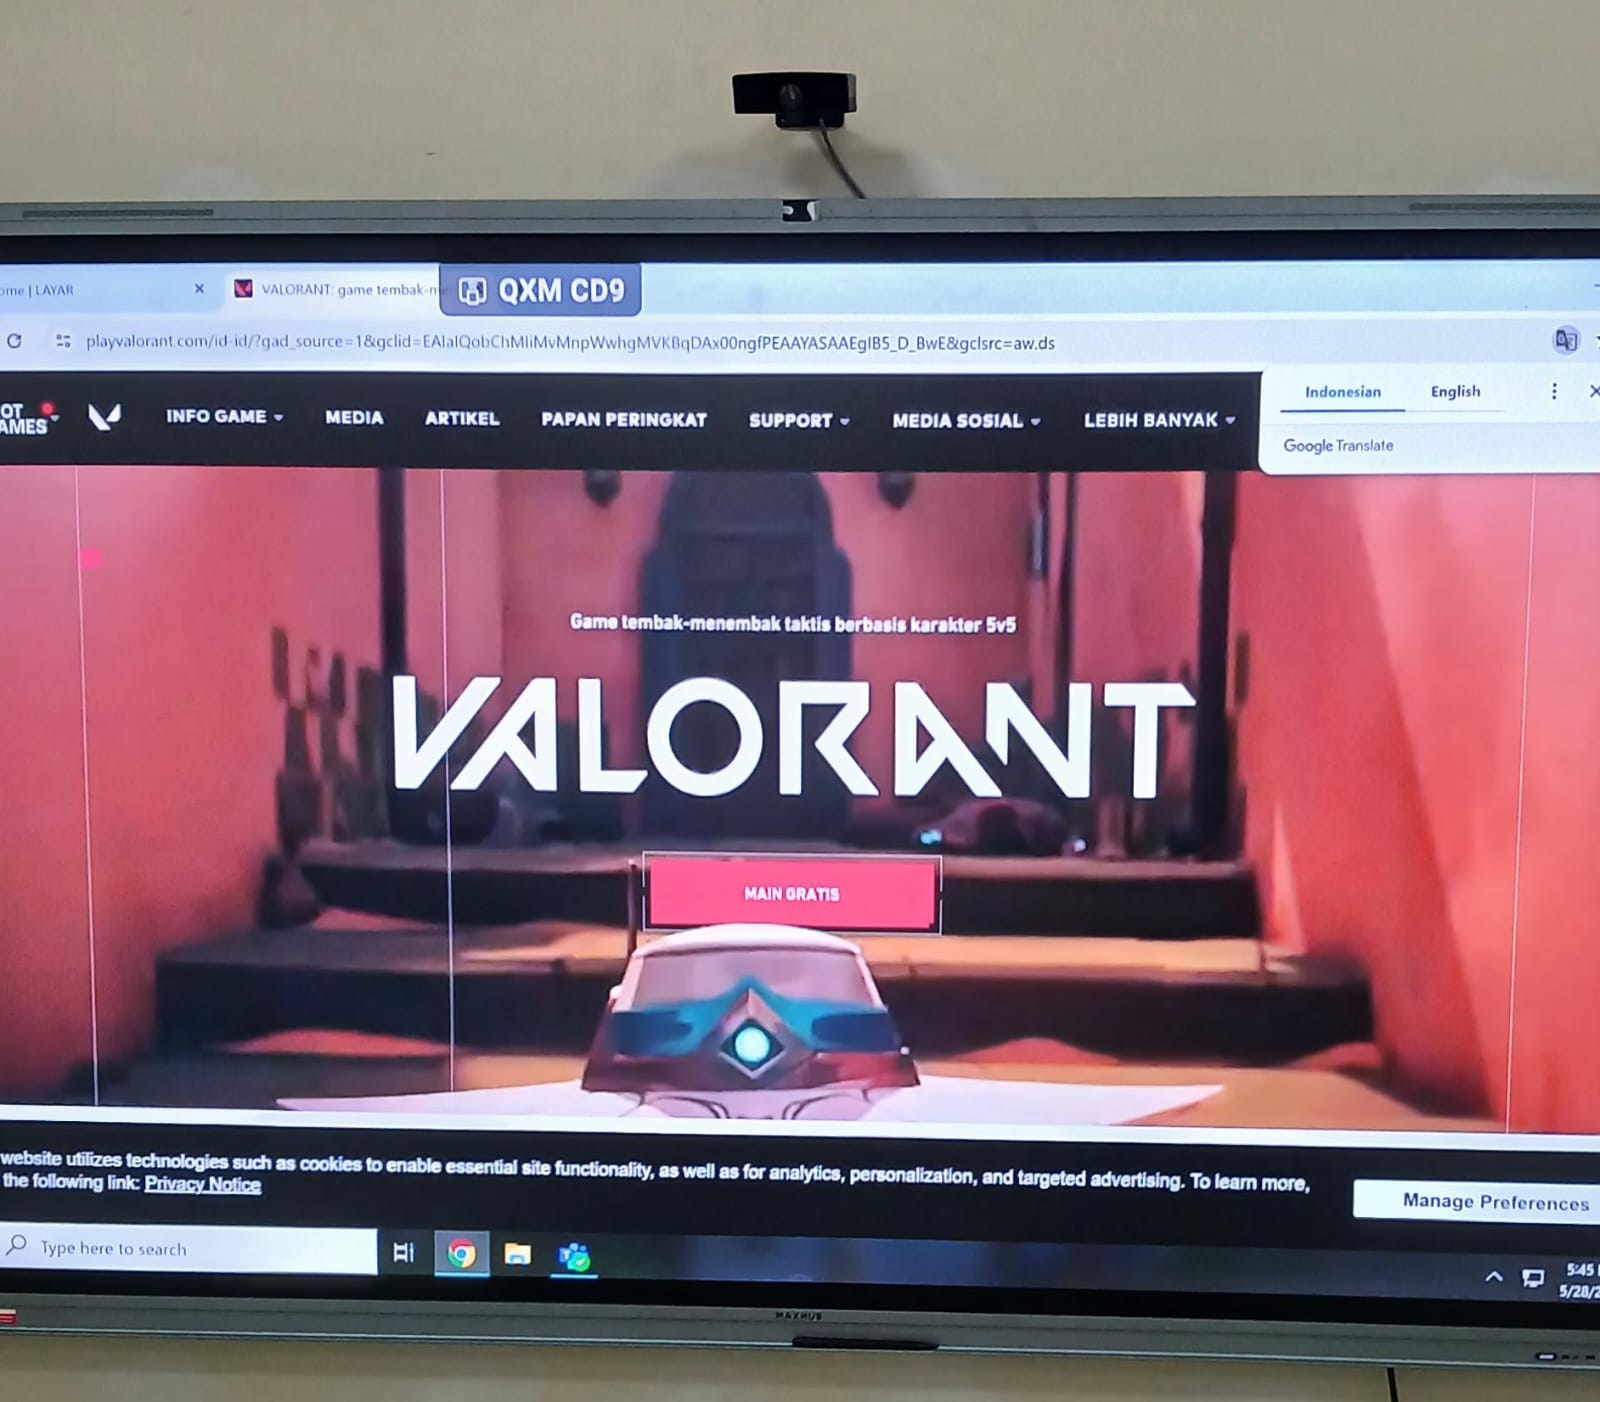 ome | LAYAR
VALORANT: game tembak-m
QXM CD9
playvalorant.com/id-id/?gad_source=1&gclid=EAIaIQobChMIiMvMnpWwhgMVKBqDAx00ngfPEAAYASAAEgIB5_D_BwE&gclsrc=aw.ds
Indonesian English
Google Translate
OT
AMES
INFO GAME MEDIA ARTIKEL PAPAN PERINGKAT SUPPORT MEDIA SOSIAL LEBIH BANYAK
Game tembak-menembak taktis berbasis karakter 5v5
VALORANT
MAIN GRATIS
website utilizes technologies such as cookies to enable essential site functionality, as well as for analytics, personalization, and targeted advertising. To learn more,
the following link: Privacy Notice
Manage Preferences
Type here to search
5:45
5/28/2
MAXHUB